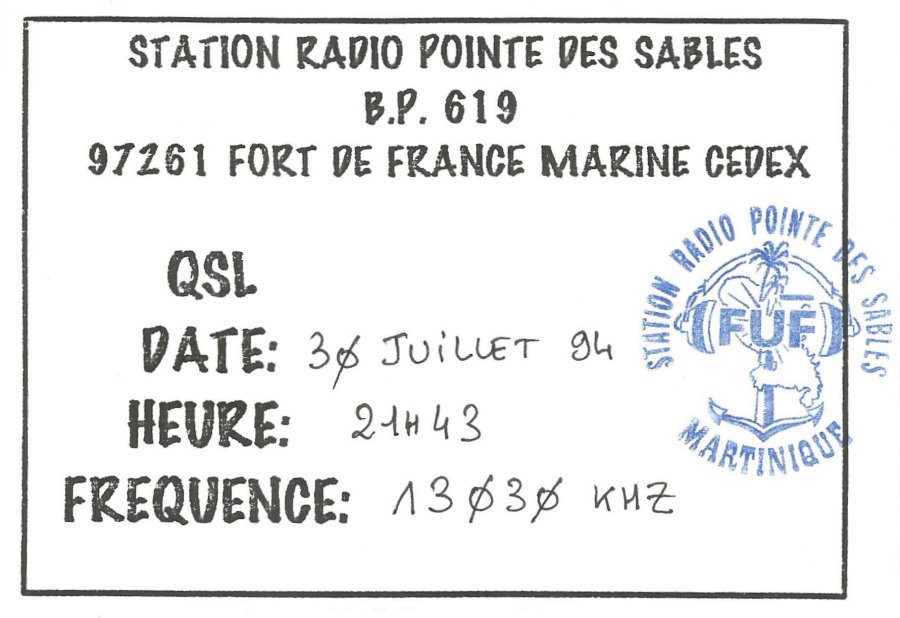 STATION RADIO POINTE DES SABLES
B.P. 619
97261 FORT DE FRANCE MARINE CEDEX
QSL
DATE: 3Ø JUiLLET 94
HEURE: 21H43
FREQUENCE: 13Ø3Ø KHZ
STATION RADIO POINTE DES SABLES
FUF
MARTINIQUE